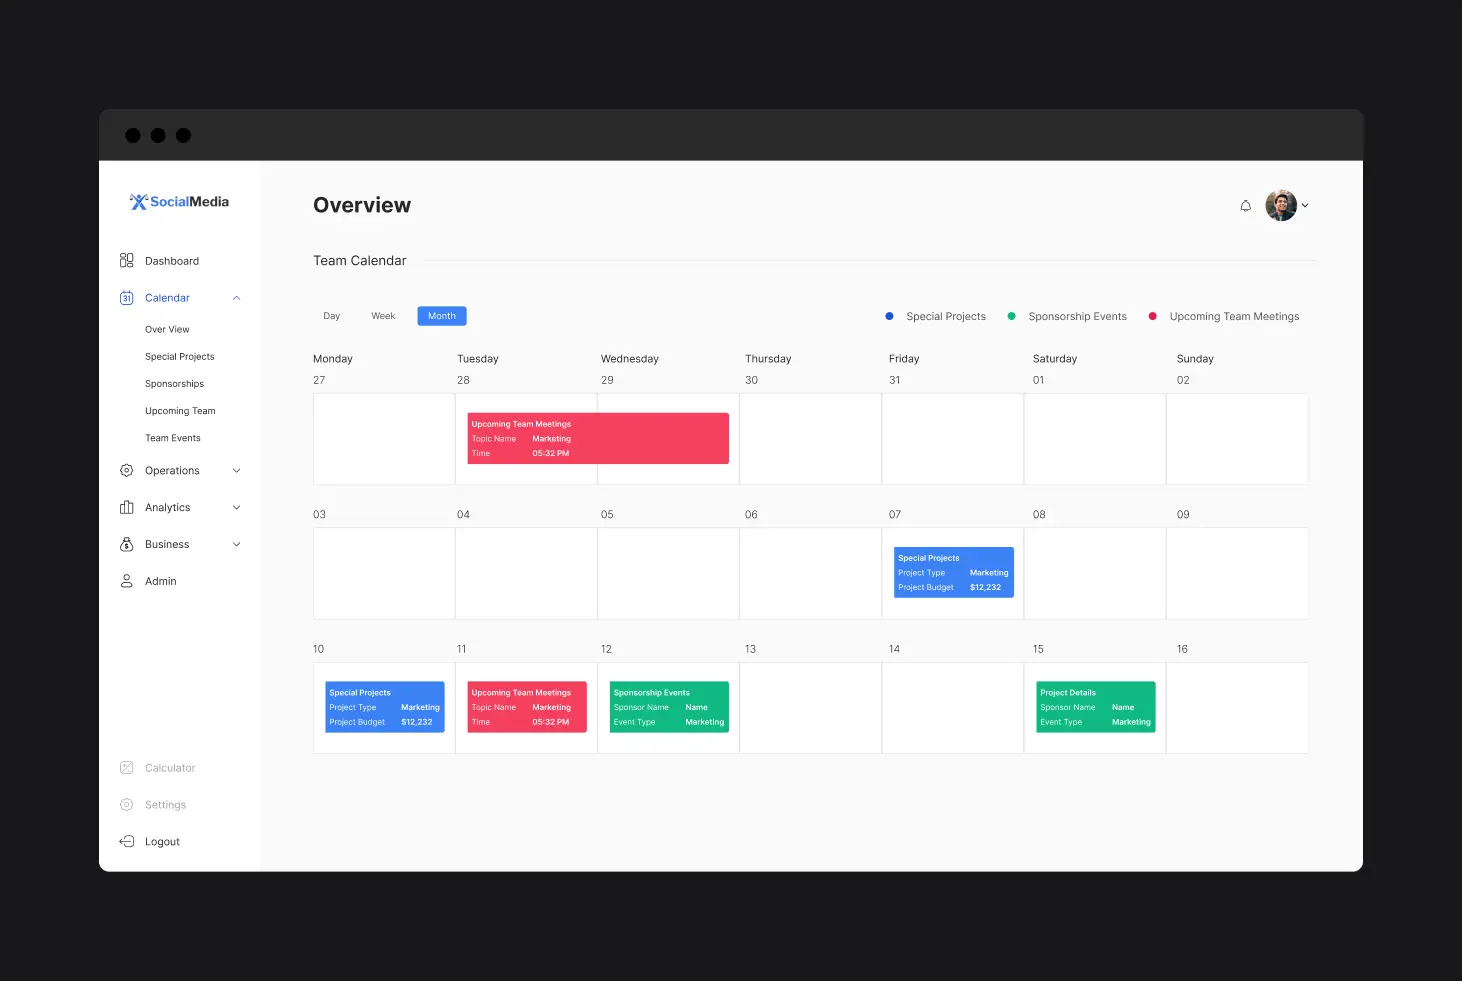 SocialMedia
Overview
Dashboard
31 Calendar
Over View
Special Projects
Sponsorships
Upcoming Team
Team Events
Operations
Analytics
Business
Admin
Calculator
Settings
Logout
Team Calendar
Day Week Month
Special Projects Sponsorship Events Upcoming Team Meetings
Monday Tuesday Wednesday Thursday Friday Saturday Sunday
27 28 29 30 31 01 02
Upcoming Team Meetings
Topic Name Marketing
Time 05:32 PM
03 04 05 06 07 08 09
Special Projects
Project Type Marketing
Project Budget $12,232
10 11 12 13 14 15 16
Special Projects
Project Type Marketing
Project Budget $12,232
Upcoming Team Meetings
Topic Name Marketing
Time 05:32 PM
Sponsorship Events
Sponsor Name Name
Event Type Marketing
Project Details
Sponsor Name Name
Event Type Marketing